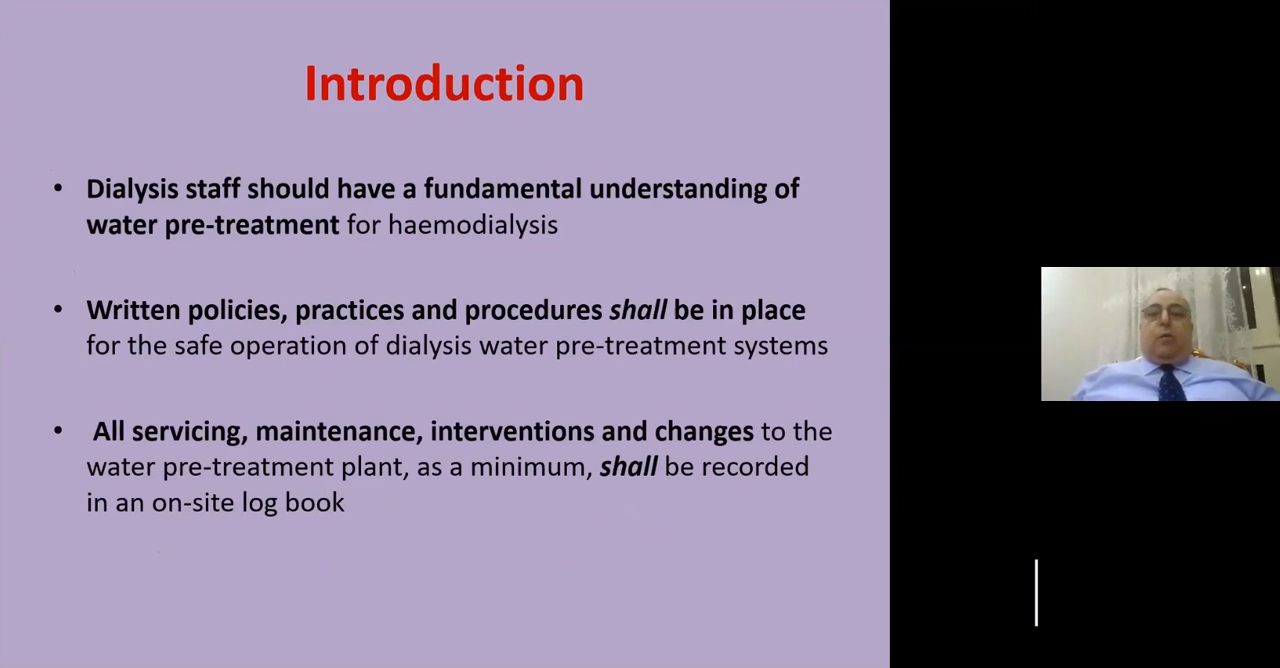 Introduction
• Dialysis staff should have a fundamental understanding of
water pre-treatment for haemodialysis
• Written policies, practices and procedures shall be in place
for the safe operation of dialysis water pre-treatment systems
• All servicing, maintenance, interventions and changes to the
water pre-treatment plant, as a minimum, shall be recorded
in an on-site log book